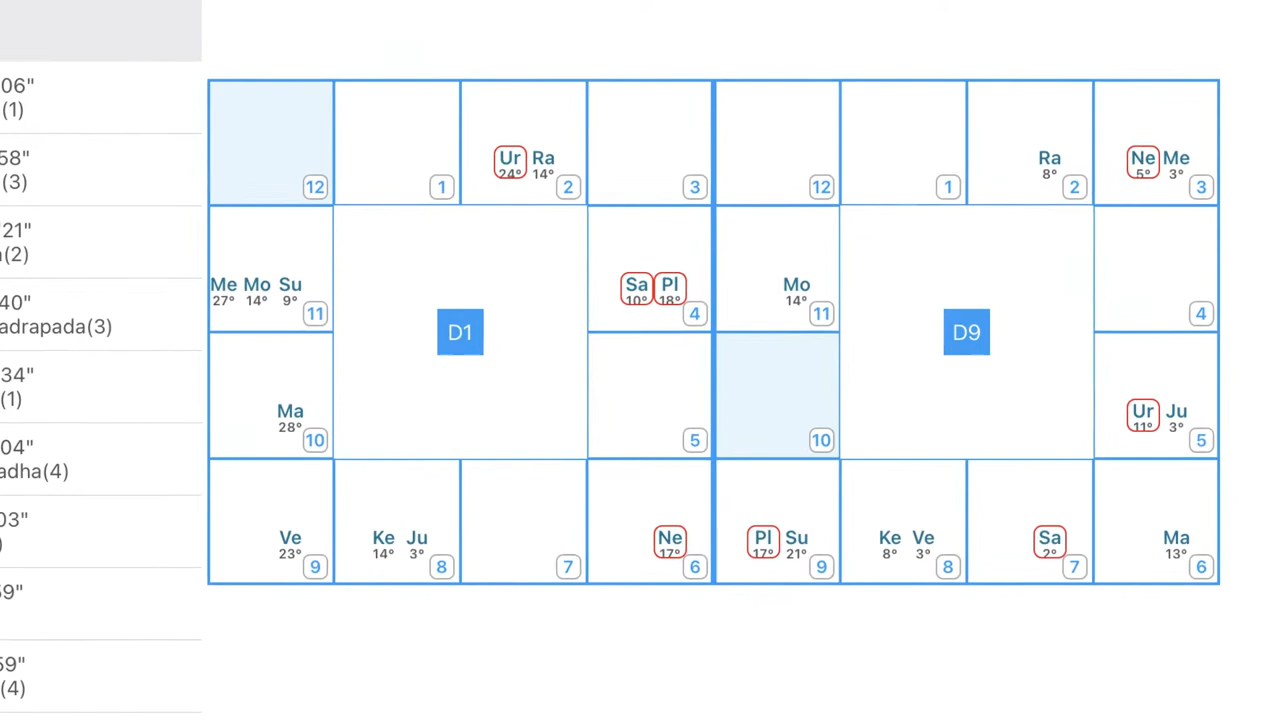 06"
(1)
58"
(3)
'21"
(2)
40"
adrapada(3)
34"
(1)
04"
adha(4)
03"
)
59"
59"
(4)
12
1
Ur Ra
24° 14°
2
3
12
1
Ra
8°
2
Ne Me
5° 3°
3
Me Mo Su
27° 14° 9°
11
D1
Sa Pl
10° 18°
4
Mo
14°
11
D9
4
Ma
28°
10
5
10
Ur Ju
11° 3°
5
Ve
23°
9
Ke Ju
14° 3°
8
7
Ne
17°
6
Pl Su
17° 21°
9
Ke Ve
8° 3°
8
Sa
2°
7
Ma
13°
6